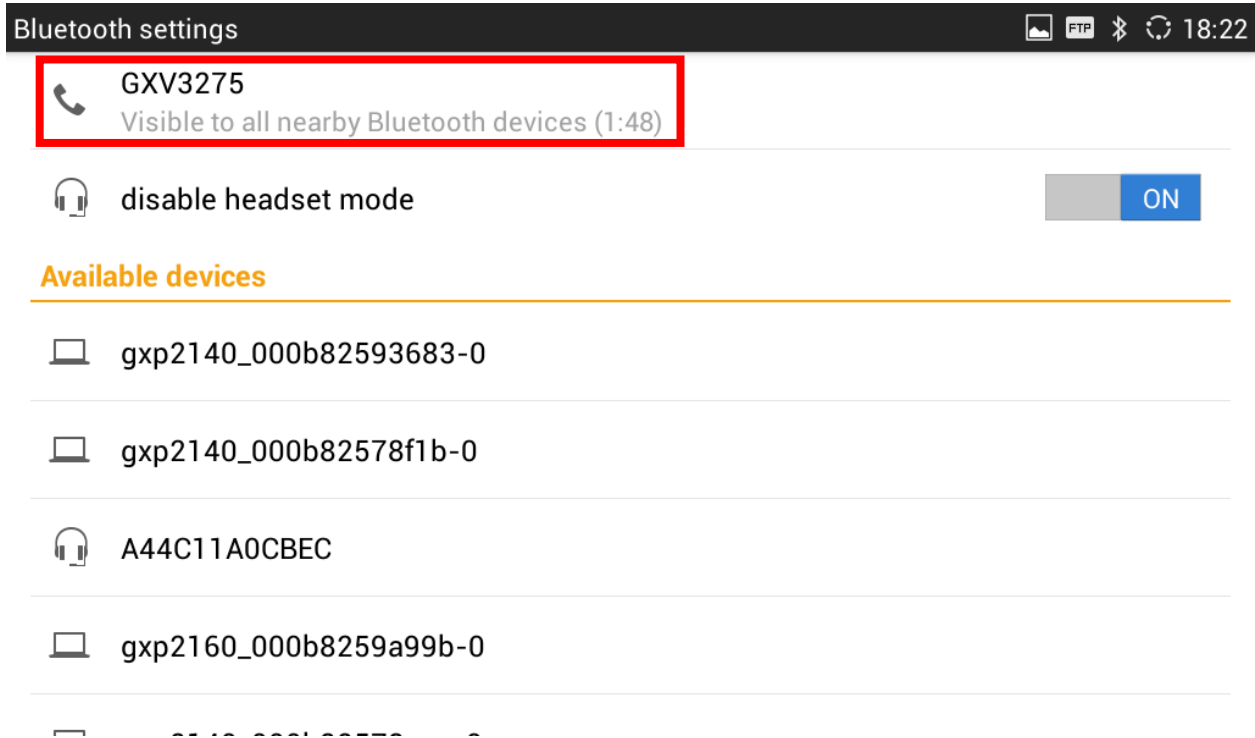 Bluetooth settings FTP 18:22
GXV3275
Visible to all nearby Bluetooth devices (1:48)
disable headset mode ON
Available devices
gxp2140_000b82593683-0
gxp2140_000b82578f1b-0
A44C11A0CBEC
gxp2160_000b8259a99b-0